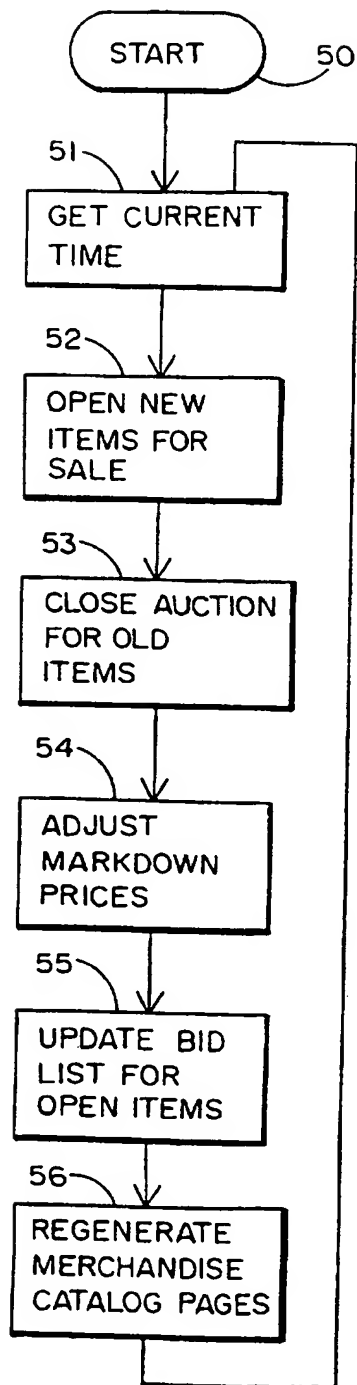 START
50
51
GET CURRENT
TIME
52
OPEN NEW
ITEMS FOR
SALE
53
CLOSE AUCTION
FOR OLD
ITEMS
54
ADJUST
MARKDOWN
PRICES
55
UPDATE BID
LIST FOR
OPEN ITEMS
56
REGENERATE
MERCHANDISE
CATALOG PAGES